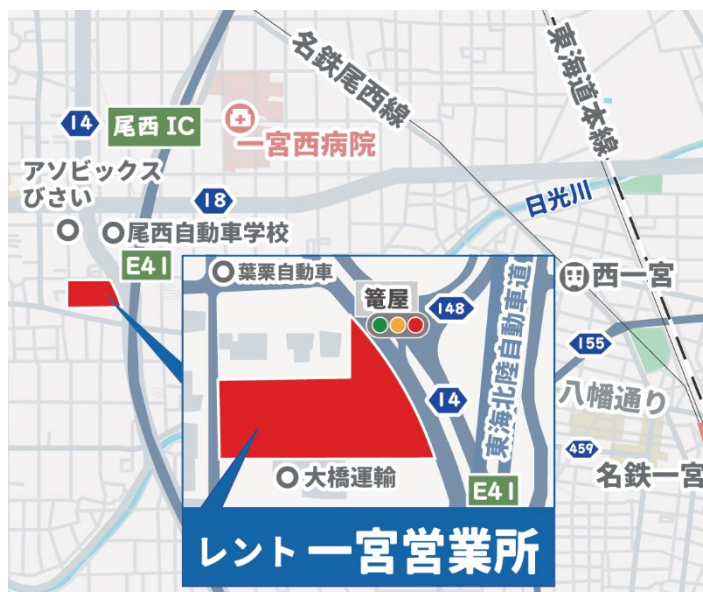 名鉄尾西線
東海道本線
14
尾西 IC
一宮西病院
アソビックス
びさい
18
日光川
尾西自動車学校
E41
葉栗自動車
篭屋
148
西一宮
155
14
東海北陸自動車道
八幡通り
459
大橋運輸
E41
名鉄一宮
レント 一宮営業所